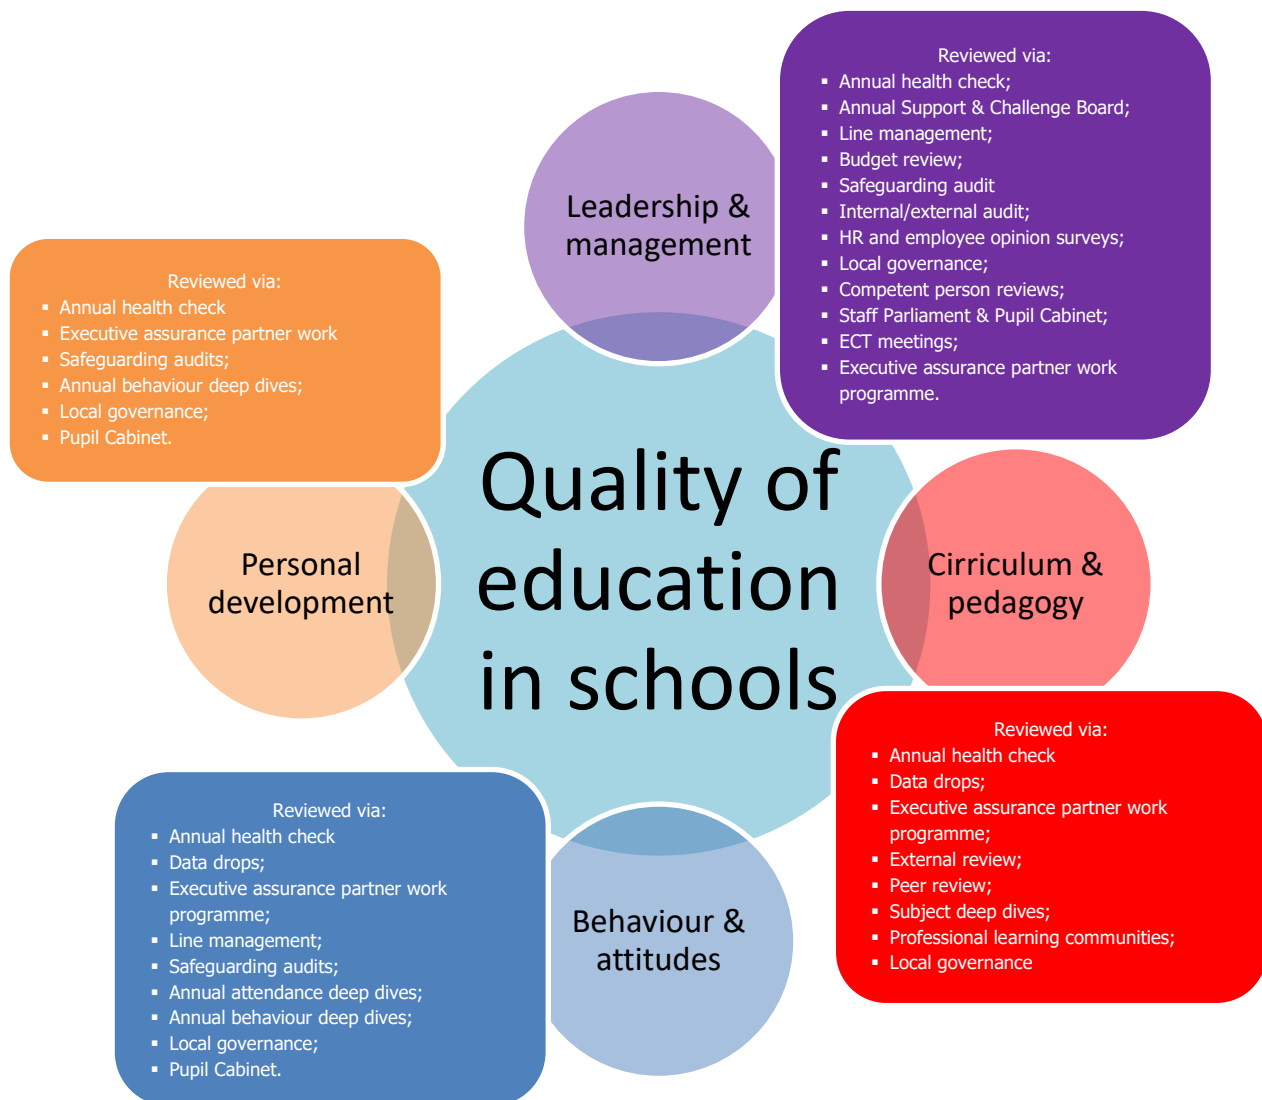 Reviewed via:
▪ Annual health check;
▪ Annual Support & Challenge Board;
▪ Line management;
▪ Budget review;
▪ Safeguarding audit
▪ Internal/external audit;
▪ HR and employee opinion surveys;
▪ Local governance;
▪ Competent person reviews;
▪ Staff Parliament & Pupil Cabinet;
▪ ECT meetings;
▪ Executive assurance partner work
programme.
Leadership &
management
Reviewed via:
▪ Annual health check
▪ Executive assurance partner work
▪ Safeguarding audits;
▪ Annual behaviour deep dives;
▪ Local governance;
▪ Pupil Cabinet.
Personal
development
Quality of
education
in schools
Cirriculum &
pedagogy
Reviewed via:
▪ Annual health check
▪ Data drops;
▪ Executive assurance partner work
programme;
▪ External review;
▪ Peer review;
▪ Subject deep dives;
▪ Professional learning communities;
▪ Local governance
Reviewed via:
▪ Annual health check
▪ Data drops;
▪ Executive assurance partner work
programme;
▪ Line management;
▪ Safeguarding audits;
▪ Annual attendance deep dives;
▪ Annual behaviour deep dives;
▪ Local governance;
▪ Pupil Cabinet.
Behaviour &
attitudes